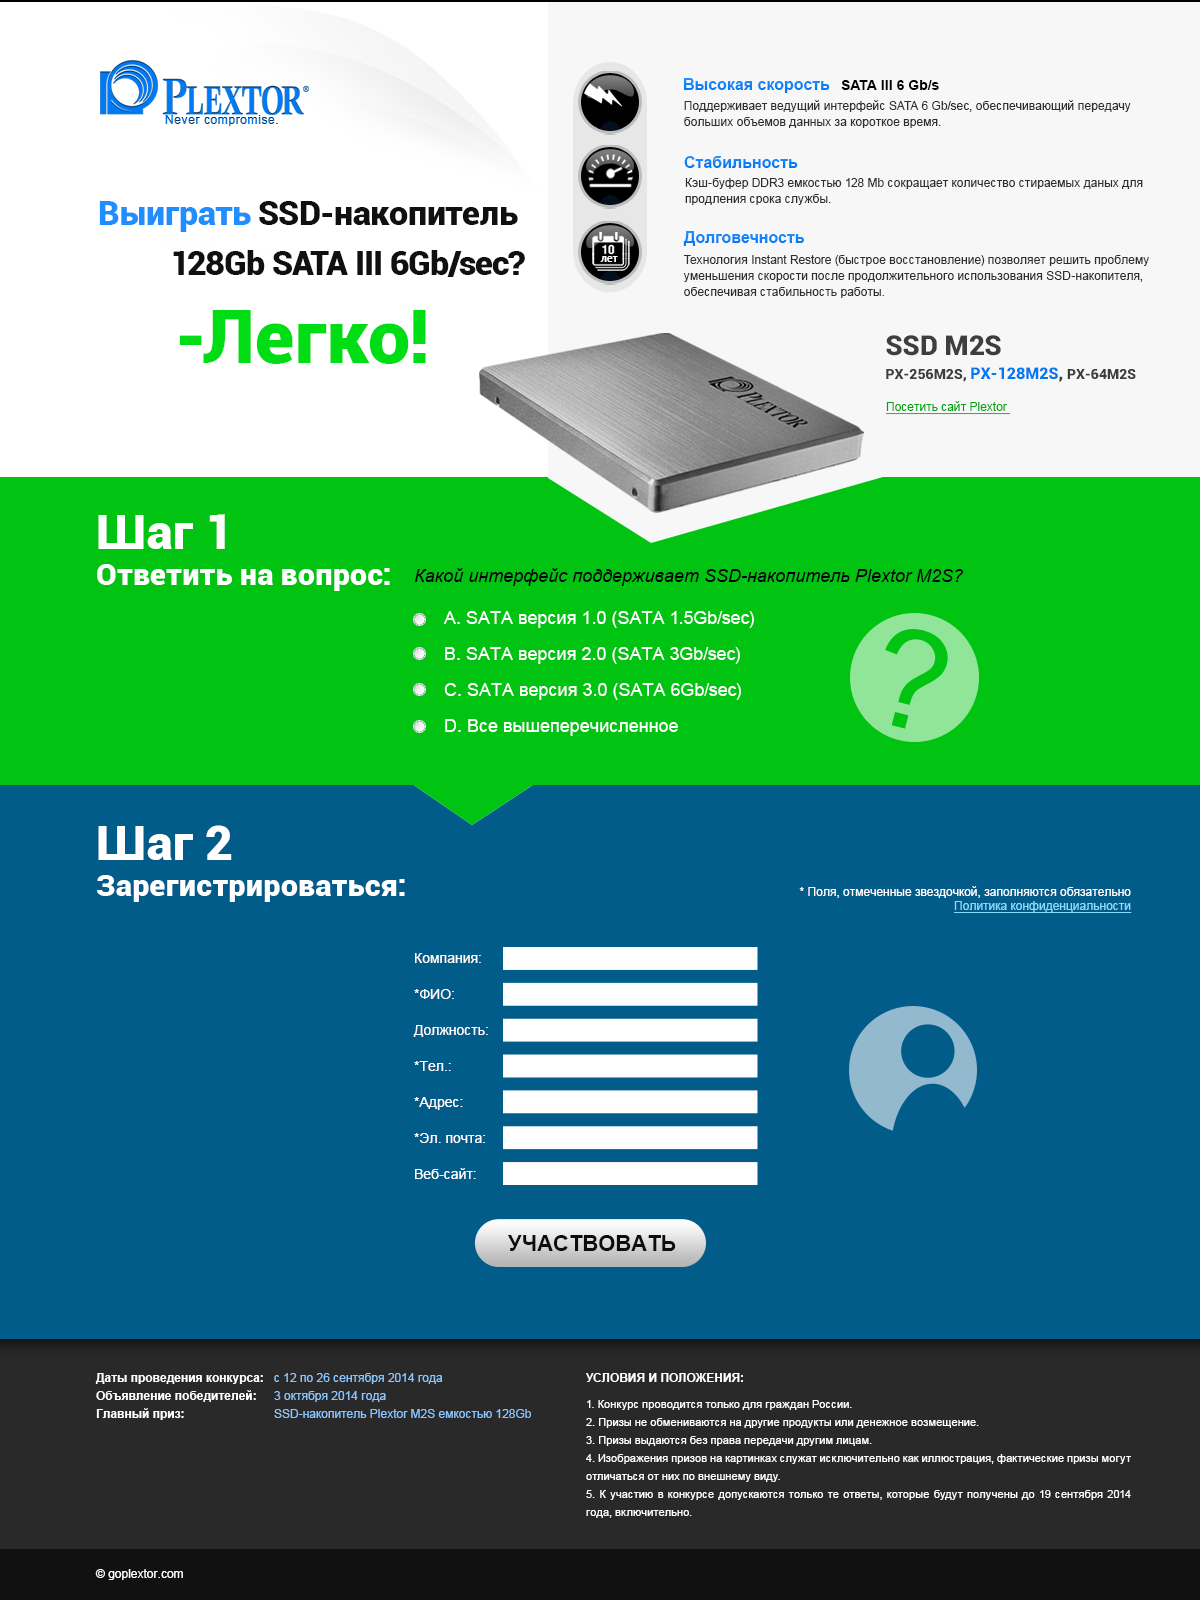 PLEXTOR®
Never compromise.
Выиграть SSD-накопитель
128Gb SATA III 6Gb/sec?
-Легко!
Высокая скорость SATA III 6 Gb/s
Поддерживает ведущий интерфейс SATA 6 Gb/sec, обеспечивающий передачу
больших объемов данных за короткое время.
Стабильность
Кэш-буфер DDR3 емкостью 128 Mb сокращает количество стираемых даных для
продления срока службы.
10
лет
Долговечность
Технология Instant Restore (быстрое восстановление) позволяет решить проблему
уменьшения скорости после продолжительного использования SSD-накопителя,
обеспечивая стабильность работы.
PLEXTOR
SSD M2S
PX-256M2S, PX-128M2S, PX-64M2S
Посетить сайт Plextor
Шаг 1
Ответить на вопрос:
Какой интерфейс поддерживает SSD-накопитель Plextor M2S?
A. SATA версия 1.0 (SATA 1.5Gb/sec)
B. SATA версия 2.0 (SATA 3Gb/sec)
C. SATA версия 3.0 (SATA 6Gb/sec)
D. Все вышеперечисленное
?
Шаг 2
Зарегистрироваться:
* Поля, отмеченные звездочкой, заполняются обязательно
Политика конфиденциальности
Компания:
*ФИО:
Должность:
*Тел.:
*Адрес:
*Эл. почта:
Веб-сайт:
УЧАСТВОВАТЬ
Даты проведения конкурса: с 12 по 26 сентября 2014 года
Объявление победителей: 3 октября 2014 года
Главный приз: SSD-накопитель Plextor M2S емкостью 128Gb
УСЛОВИЯ И ПОЛОЖЕНИЯ:
1. Конкурс проводится только для граждан России.
2. Призы не обмениваются на другие продукты или денежное возмещение.
3. Призы выдаются без права передачи другим лицам.
4. Изображения призов на картинках служат исключительно как иллюстрация, фактические призы могут
отличаться от них по внешнему виду.
5. К участию в конкурсе допускаются только те ответы, которые будут получены до 19 сентября 2014
года, включительно.
© goplextor.com